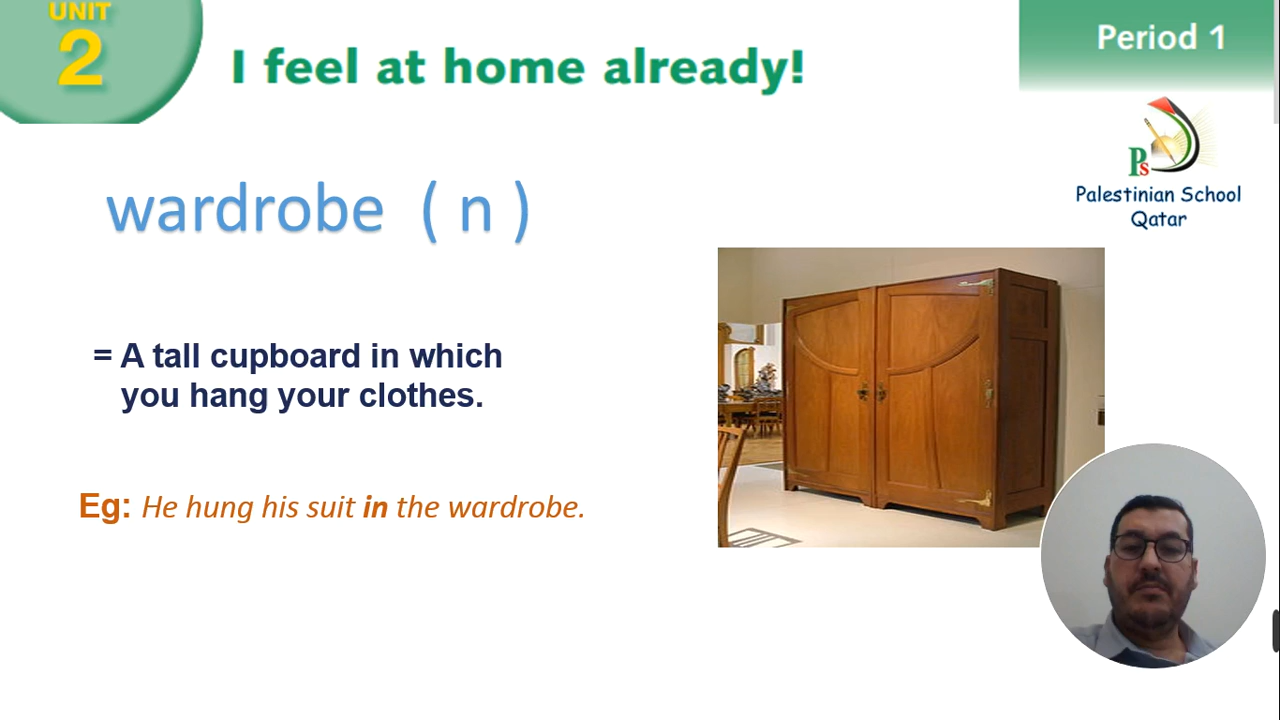 UNIT
2
I feel at home already!
Period 1
Ps
Palestinian School
Qatar
wardrobe ( n )
= A tall cupboard in which
you hang your clothes.
Eg: He hung his suit in the wardrobe.